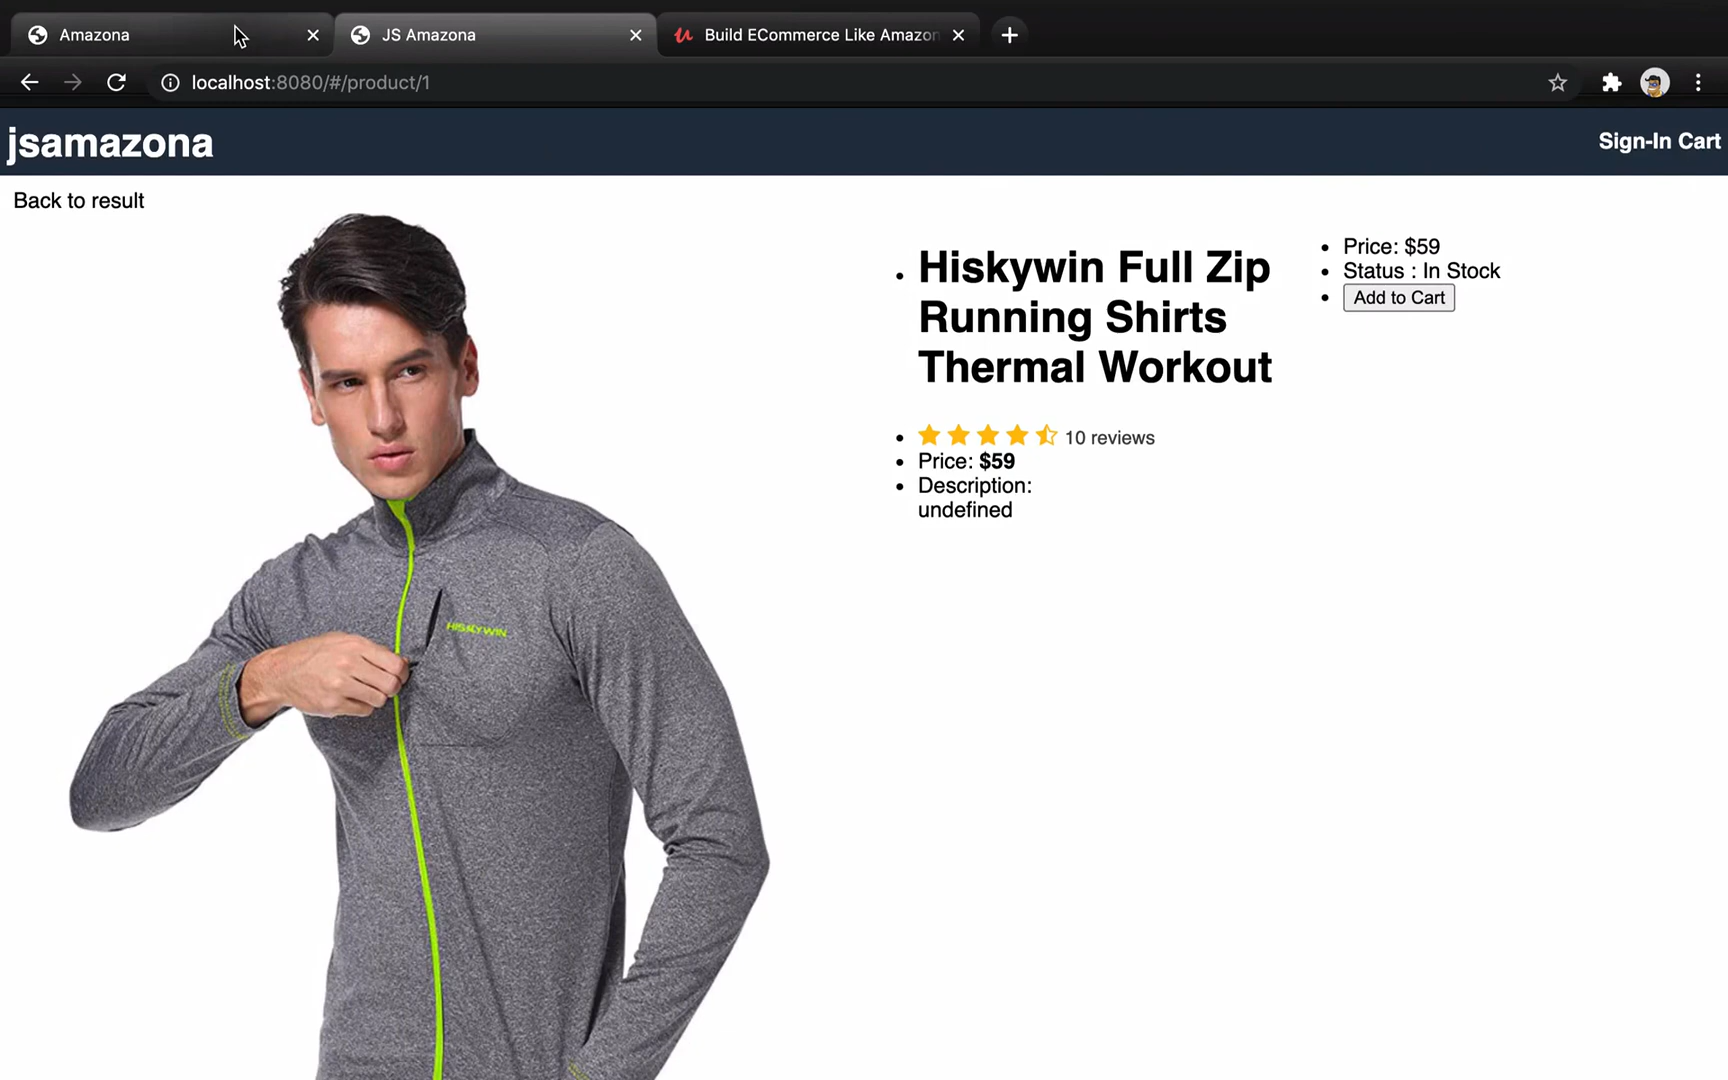 Amazona
JS Amazona
Build ECommerce Like Amazon
localhost:8080/#/product/1
jsamazona
Sign-In Cart
Back to result
Hiskywin Full Zip
Running Shirts
Thermal Workout
10 reviews
Price: $59
Description:
undefined
Price: $59
Status : In Stock
Add to Cart
HISKYWIN